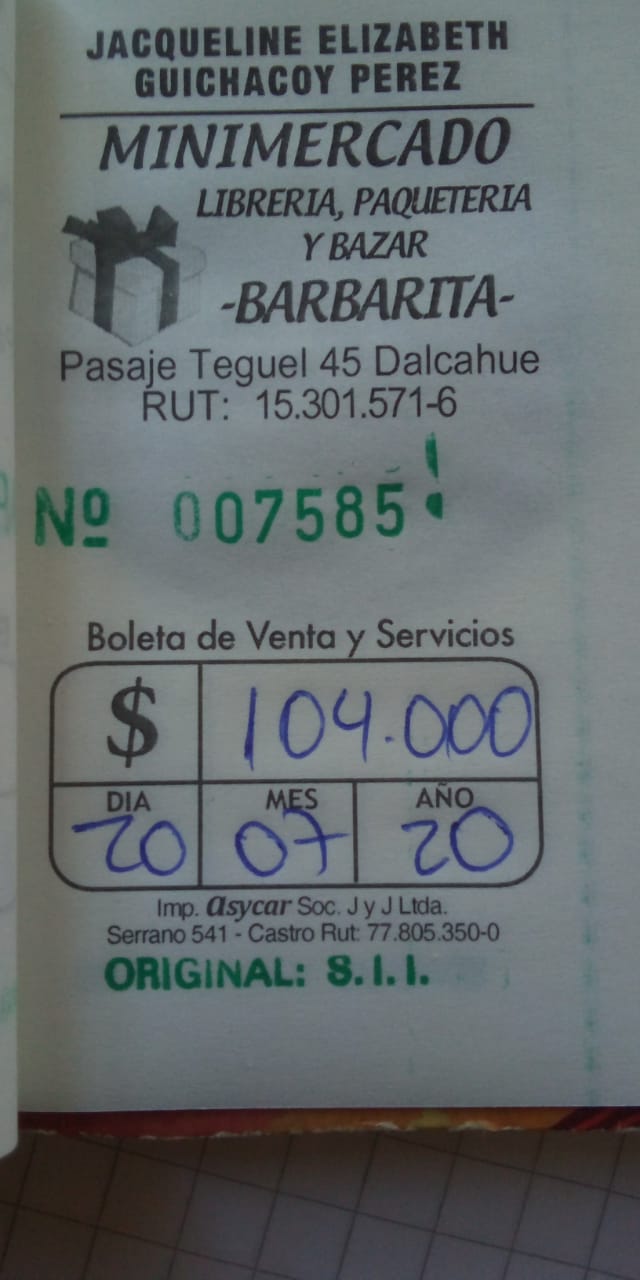 JACQUELINE ELIZABETH
GUICHACOY PEREZ
MINIMERCADO
LIBRERIA, PAQUETERIA
Y BAZAR
-BARBARITA-
Pasaje Teguel 45 Dalcahue
RUT: 15.301.571-6
Nº 007585
Boleta de Venta y Servicios
$ 104.000
DIA MES AÑO
20 07 20
Imp. asycar Soc. J y J Ltda.
Serrano 541 - Castro Rut: 77.805.350-0
ORIGINAL: S.I.I.